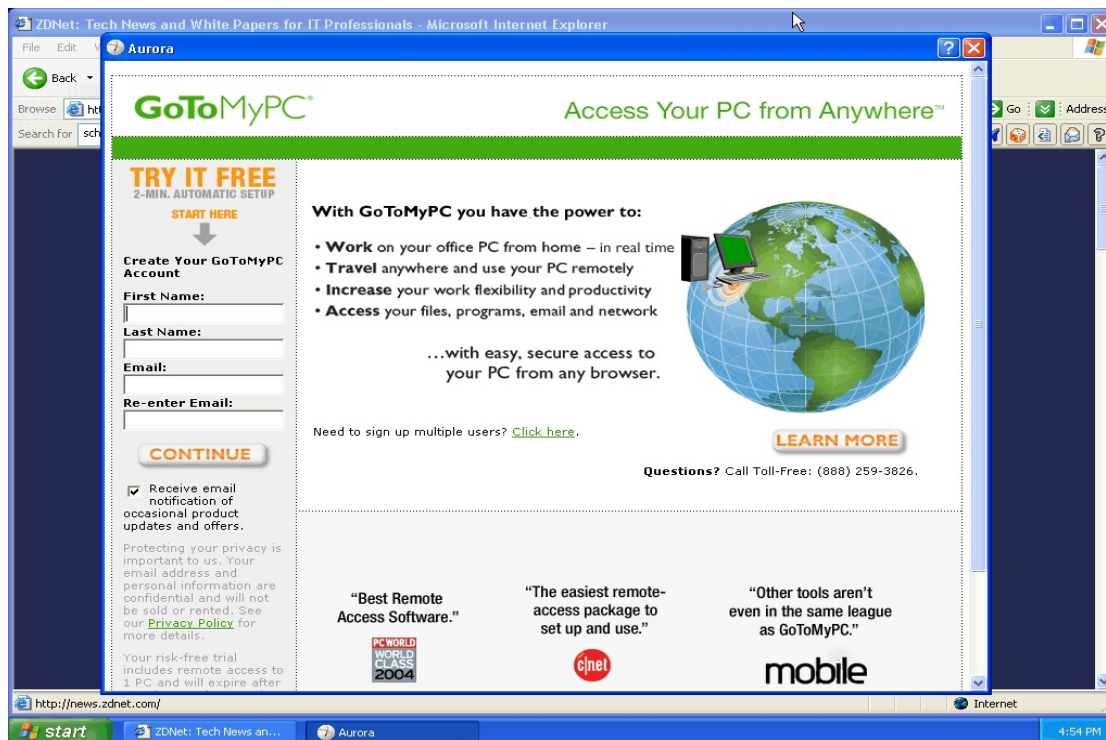 ZDNet: Tech News and White Papers for IT Professionals - Microsoft Internet Explorer
File Edit
Aurora
Back
Browse
Go Address
Search for sch
GoToMyPC®
Access Your PC from Anywhere™
TRY IT FREE
2-MIN. AUTOMATIC SETUP
START HERE
Create Your GoToMyPC
Account
First Name:
Last Name:
Email:
Re-enter Email:
CONTINUE
Receive email
notification of
occasional product
updates and offers.
Protecting your privacy is
important to us. Your
email address and
personal information are
confidential and will not
be sold or rented. See
our Privacy Policy for
more details.
Your risk-free trial
includes remote access to
1 PC and will expire after
With GoToMyPC you have the power to:
• Work on your office PC from home – in real time
• Travel anywhere and use your PC remotely
• Increase your work flexibility and productivity
• Access your files, programs, email and network
...with easy, secure access to
your PC from any browser.
Need to sign up multiple users? Click here.
LEARN MORE
Questions? Call Toll-Free: (888) 259-3826.
“Best Remote
Access Software.”
PC WORLD
WORLD
CLASS
2004
“The easiest remote-
access package to
set up and use.”
c|net
“Other tools aren’t
even in the same league
as GoToMyPC.”
mobile
http://news.zdnet.com/
Internet
start
ZDNet: Tech News an...
Aurora
4:54 PM